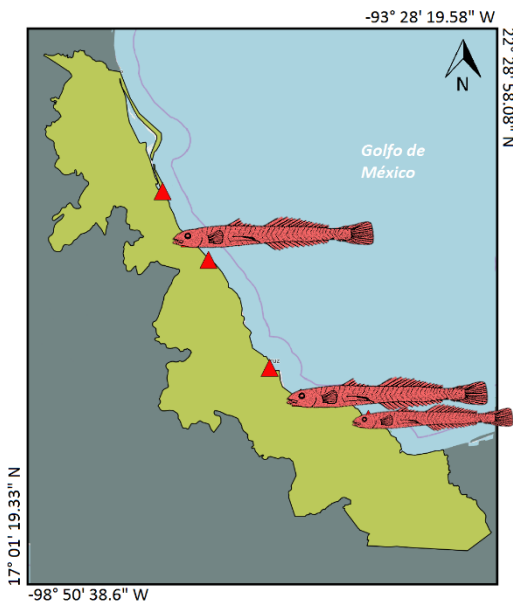 -93° 28' 19.58" W
22° 28' 58.08" N
N
Golfo de
México
17° 01' 19.33" N
-98° 50' 38.6" W